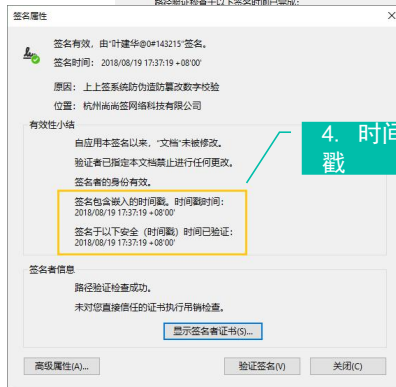 签名属性
签名有效，由“叶建华@0#143215”签名。
签名时间： 2018/08/19 17:37:19 +08'00'
原因： 上上签系统防伪造防篡改数字校验
位置： 杭州尚尚签网络科技有限公司
有效性小结
自应用本签名以来，“文档”未被修改。
验证者已指定本文档禁止进行任何更改。
签名者的身份有效。
签名包含嵌入的时间戳。时间戳时间：
2018/08/19 17:37:19 +08'00'
签名于以下安全（时间戳）时间已验证：
2018/08/19 17:37:19 +08'00'
4. 时间
戳
签名者信息
路径验证检查成功。
未对您直接信任的证书执行吊销检查。
显示签名者证书(S)...
高级属性(A)...
验证签名(V)
关闭(C)